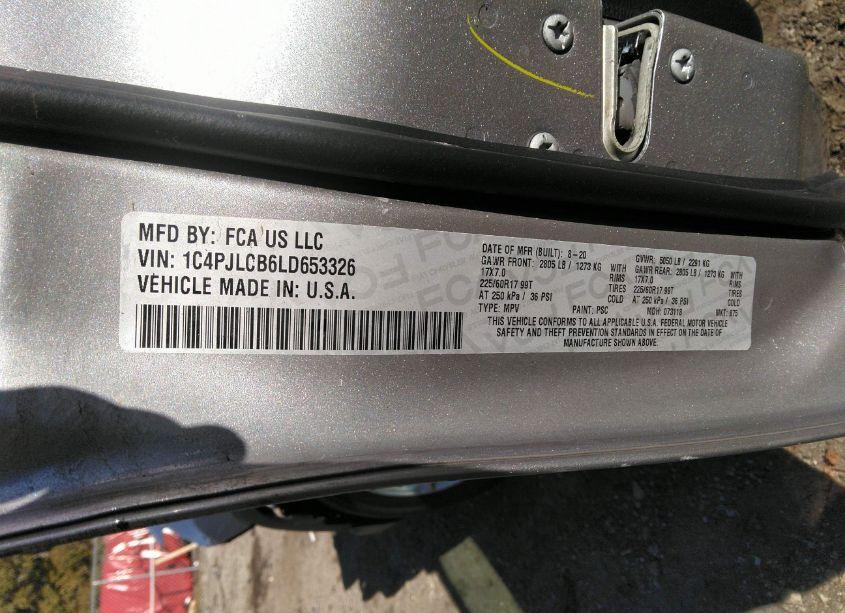 MFD BY: FCA US LLC
VIN: 1C4PJLCB6LD653326
VEHICLE MADE IN: U.S.A.
DATE OF MFR (BUILT): 8-20 GVWR: 5050 LB / 2291 KG
GAWR FRONT: 2805 LB / 1273 KG WITH GAWR REAR: 2805 LB / 1273 KG WITH
17X7.0 RIMS 17X7.0 RIMS
225/60R17 99T TIRES 225/60R17 99T TIRES
AT 250 kPa / 36 PSI COLD AT 250 kPa / 36 PSI COLD
TYPE: MPV PAINT: PSC MDH: 073118 MKT: 875
THIS VEHICLE CONFORMS TO ALL APPLICABLE U.S.A. FEDERAL MOTOR VEHICLE
SAFETY AND THEFT PREVENTION STANDARDS IN EFFECT ON THE DATE OF
MANUFACTURE SHOWN ABOVE.